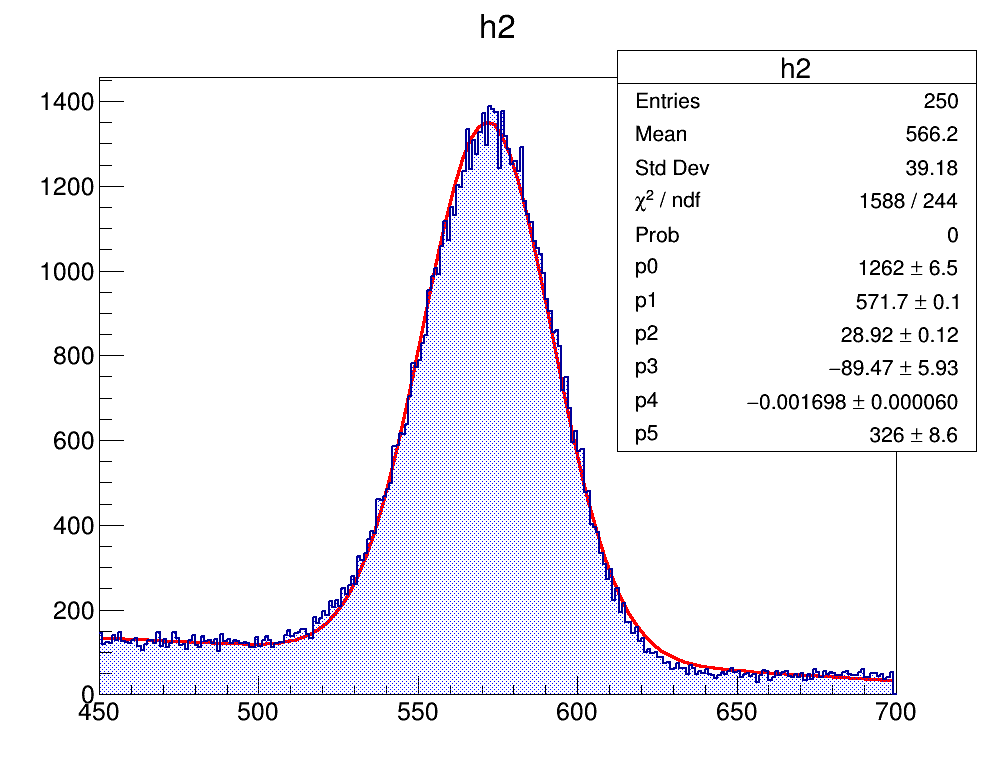 h2
h2
Entries 250
Mean 566.2
Std Dev 39.18
χ² / ndf 1588 / 244
Prob 0
p0 1262 ± 6.5
p1 571.7 ± 0.1
p2 28.92 ± 0.12
p3 −89.47 ± 5.93
p4 −0.001698 ± 0.000060
p5 326 ± 8.6
1400
1200
1000
800
600
400
200
0
450 500 550 600 650 700